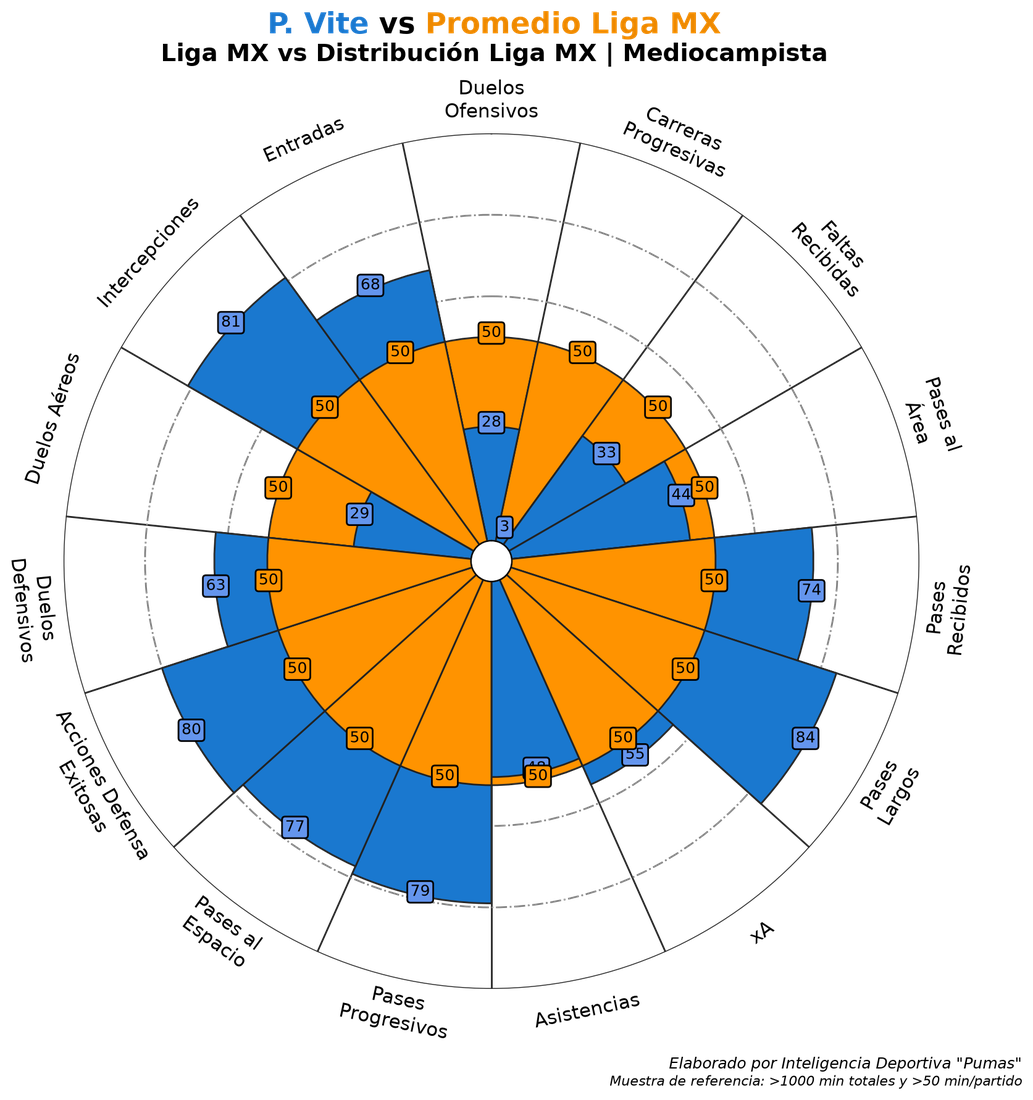 P. Vite vs Promedio Liga MX
Liga MX vs Distribución Liga MX | Mediocampista
Duelos
Ofensivos
Carreras
Progresivas
Faltas
Recibidas
Pases al
Área
Pases
Recibidos
Pases
Largos
xA
Asistencias
Pases
Progresivos
Pases al
Espacio
Acciones Defensa
Exitosas
Duelos
Defensivos
Duelos Aéreos
Intercepciones
Entradas
28
50
3
50
33
50
44
50
74
50
84
50
55
50
48
50
79
50
77
50
80
50
63
50
29
50
81
50
68
50
Elaborado por Inteligencia Deportiva "Pumas"
Muestra de referencia: >1000 min totales y >50 min/partido